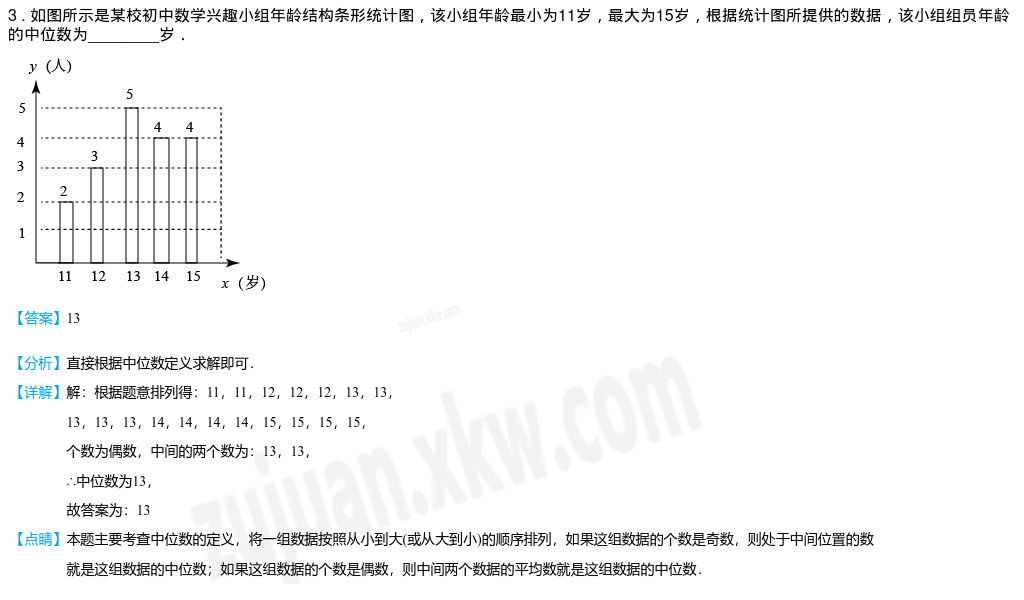 3．如图所示是某校初中数学兴趣小组年龄结构条形统计图，该小组年龄最小为11岁，最大为15岁，根据统计图所提供的数据，该小组组员年龄
的中位数为________岁．
y（人）
5
5
4
4
4
3
3
2
2
1
11 12 13 14 15
x（岁）
【答案】13
zujuan.xkw.com
【分析】直接根据中位数定义求解即可．
【详解】解：根据题意排列得：11，11，12，12，12，13，13，
13，13，13，14，14，14，14，15，15，15，15，
个数为偶数，中间的两个数为：13，13，
∴中位数为13，
故答案为：13
zujuan.xkw.com
【点睛】本题主要考查中位数的定义，将一组数据按照从小到大(或从大到小)的顺序排列，如果这组数据的个数是奇数，则处于中间位置的数
就是这组数据的中位数；如果这组数据的个数是偶数，则中间两个数据的平均数就是这组数据的中位数．